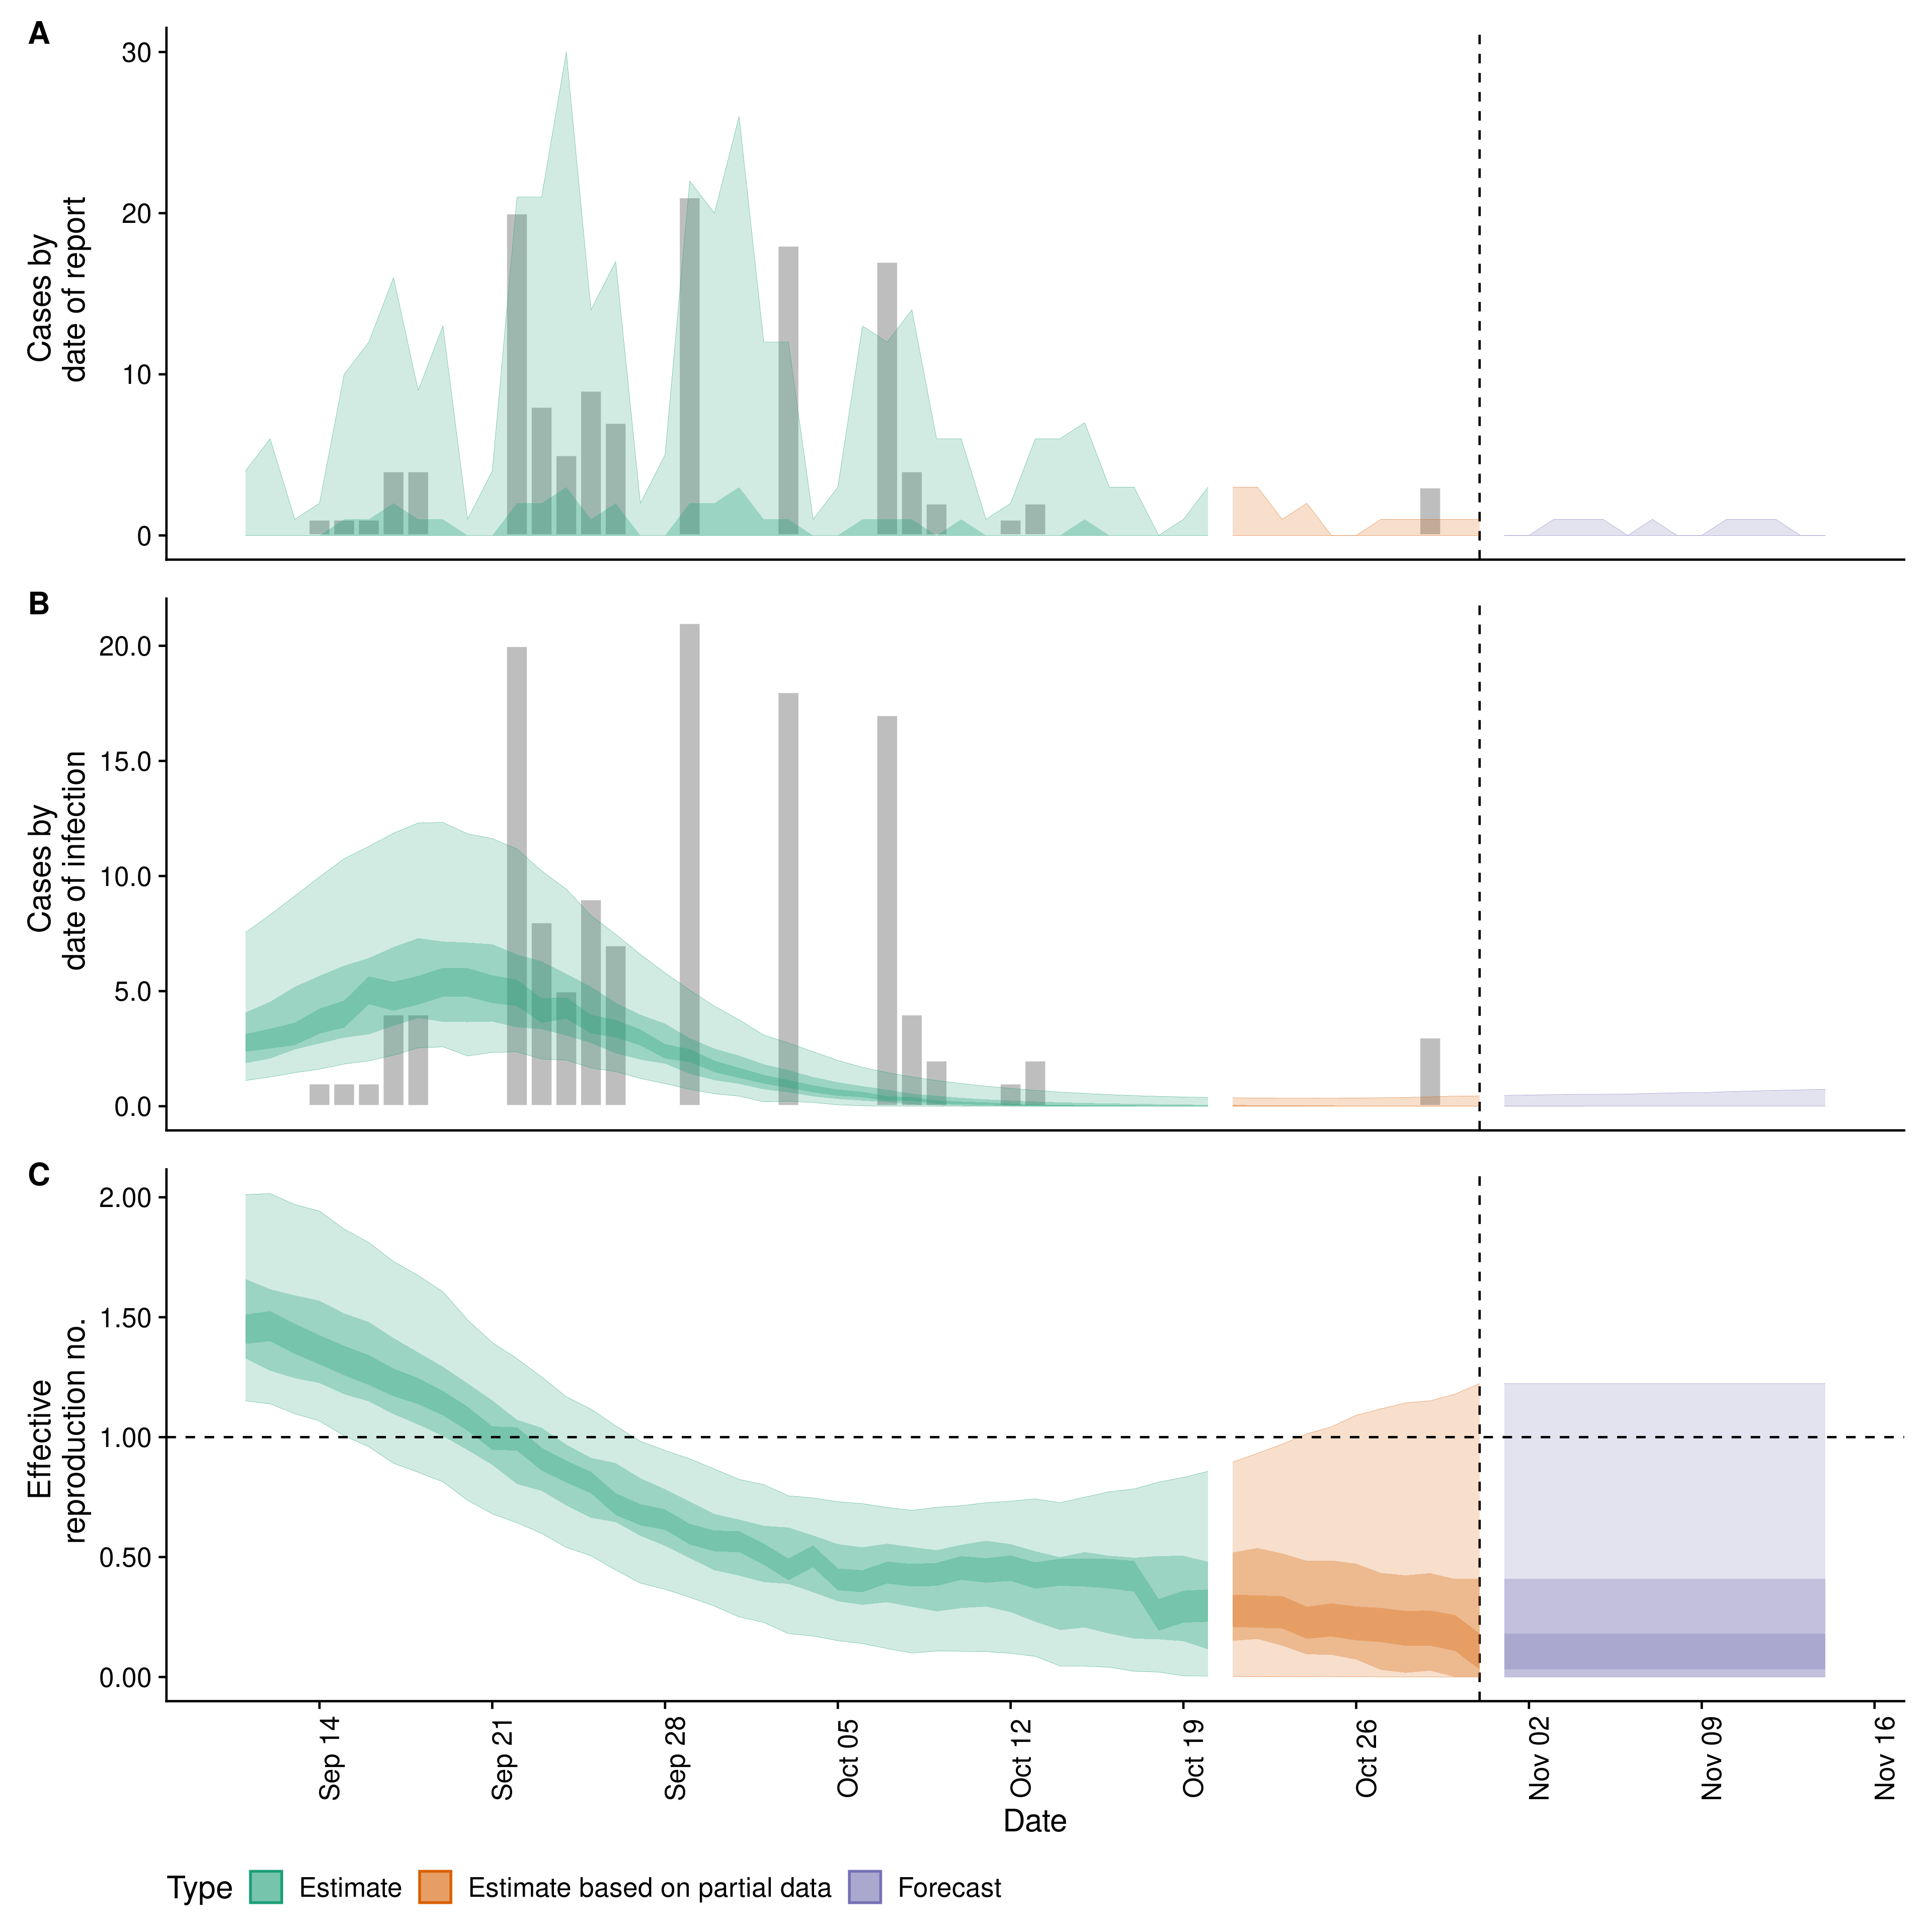 A
Cases by
date of report
30
20
10
0
B
Cases by
date of infection
20.0
15.0
10.0
5.0
0.0
C
Effective
reproduction no.
2.00
1.50
1.00
0.50
0.00
Sep 14
Sep 21
Sep 28
Oct 05
Oct 12
Oct 19
Oct 26
Nov 02
Nov 09
Nov 16
Date
Type Estimate Estimate based on partial data Forecast